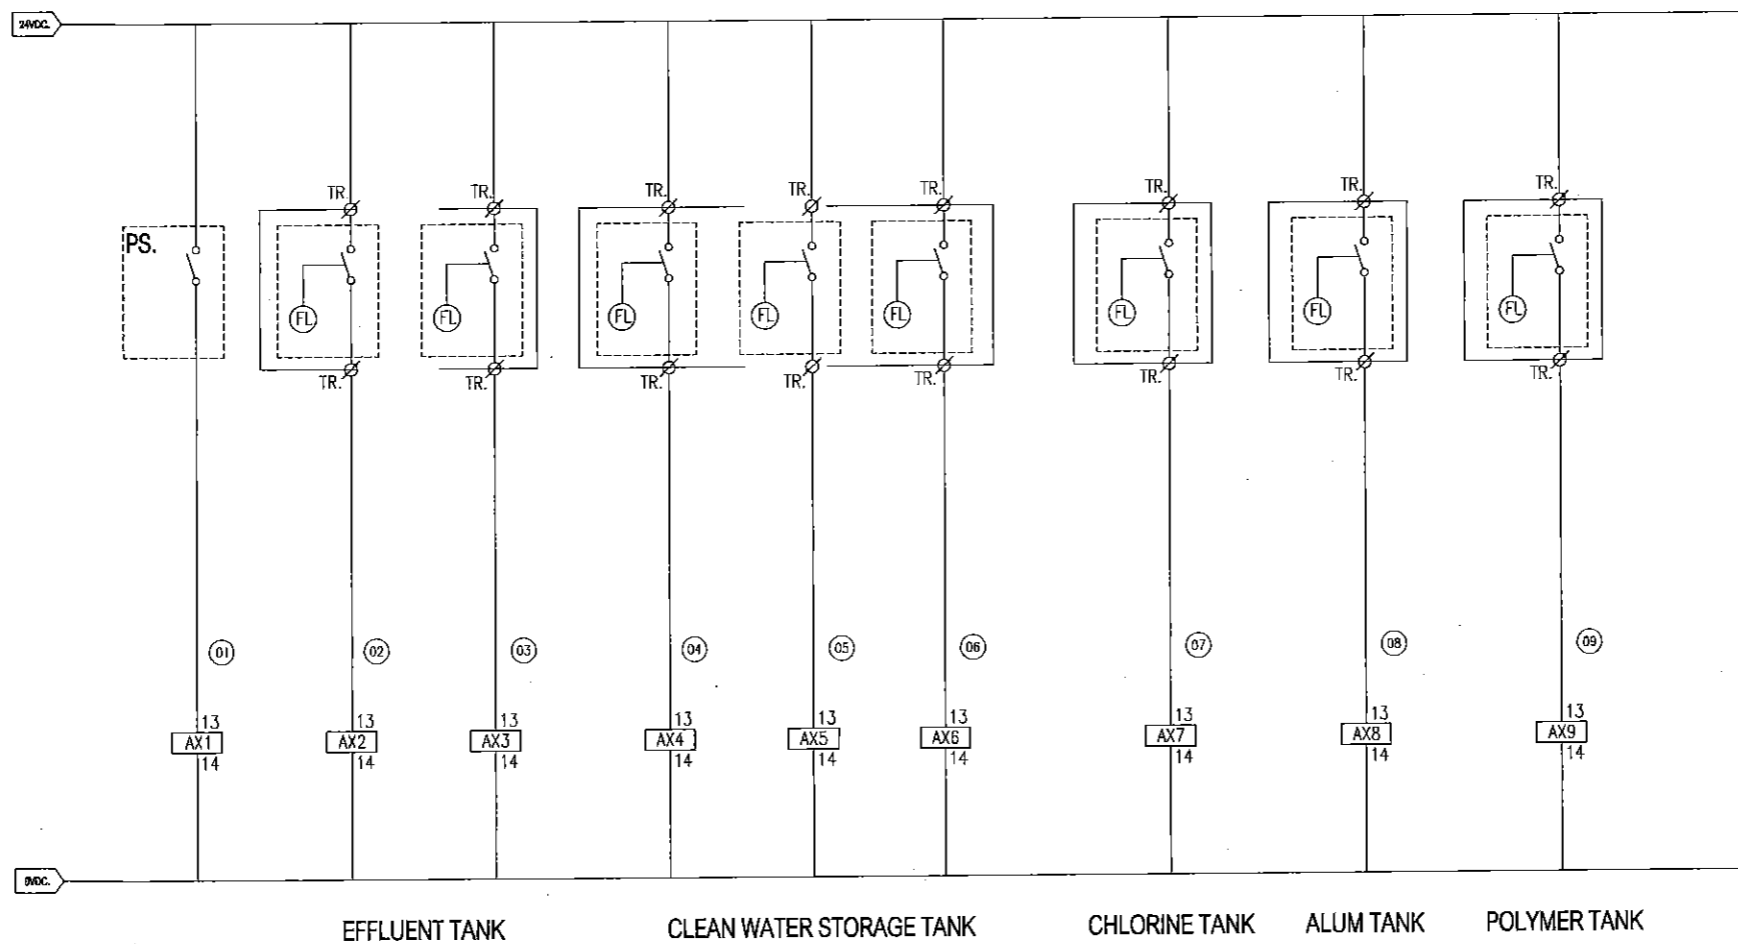 24VDC.
TR. TR. TR. TR. TR. TR. TR. TR.
PS.
FL FL FL FL FL FL FL FL
TR. TR. TR. TR. TR. TR. TR. TR.
01 02 03 04 05 06 07 08 09
13 13 13 13 13 13 13 13 13
AX1 AX2 AX3 AX4 AX5 AX6 AX7 AX8 AX9
14 14 14 14 14 14 14 14 14
0VDC.
EFFLUENT TANK CLEAN WATER STORAGE TANK CHLORINE TANK ALUM TANK POLYMER TANK